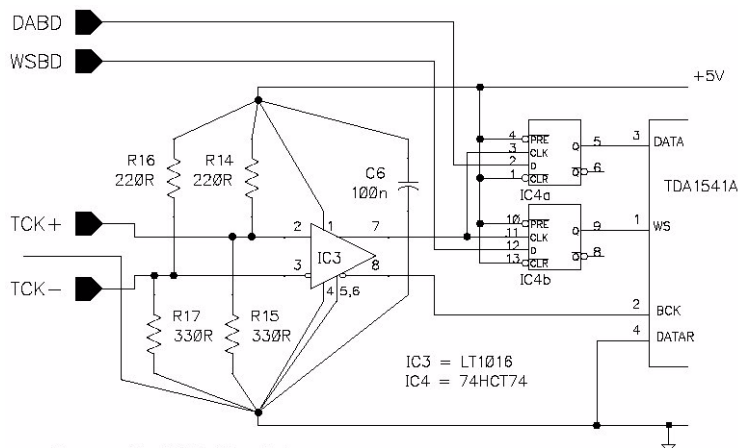 DABD
WSBD
+5V
4 PRE
3 CLK
2 D
1 CLR
Q 5
Q 6
IC4a
3 DATA
TDA1541A
R16
220R
R14
220R
C6
100n
10 PRE
11 CLK
12 D
13 CLR
Q 9
Q 8
IC4b
1 WS
TCK+
2
1
7
IC3
3
8
4
5,6
TCK-
R17
330R
R15
330R
2 BCK
4 DATAR
IC3 = LT1016
IC4 = 74HCT74